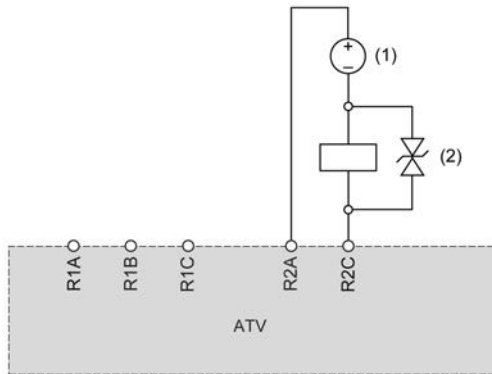 +
(1)
−
(2)
R1A
R1B
R1C
R2A
R2C
ATV